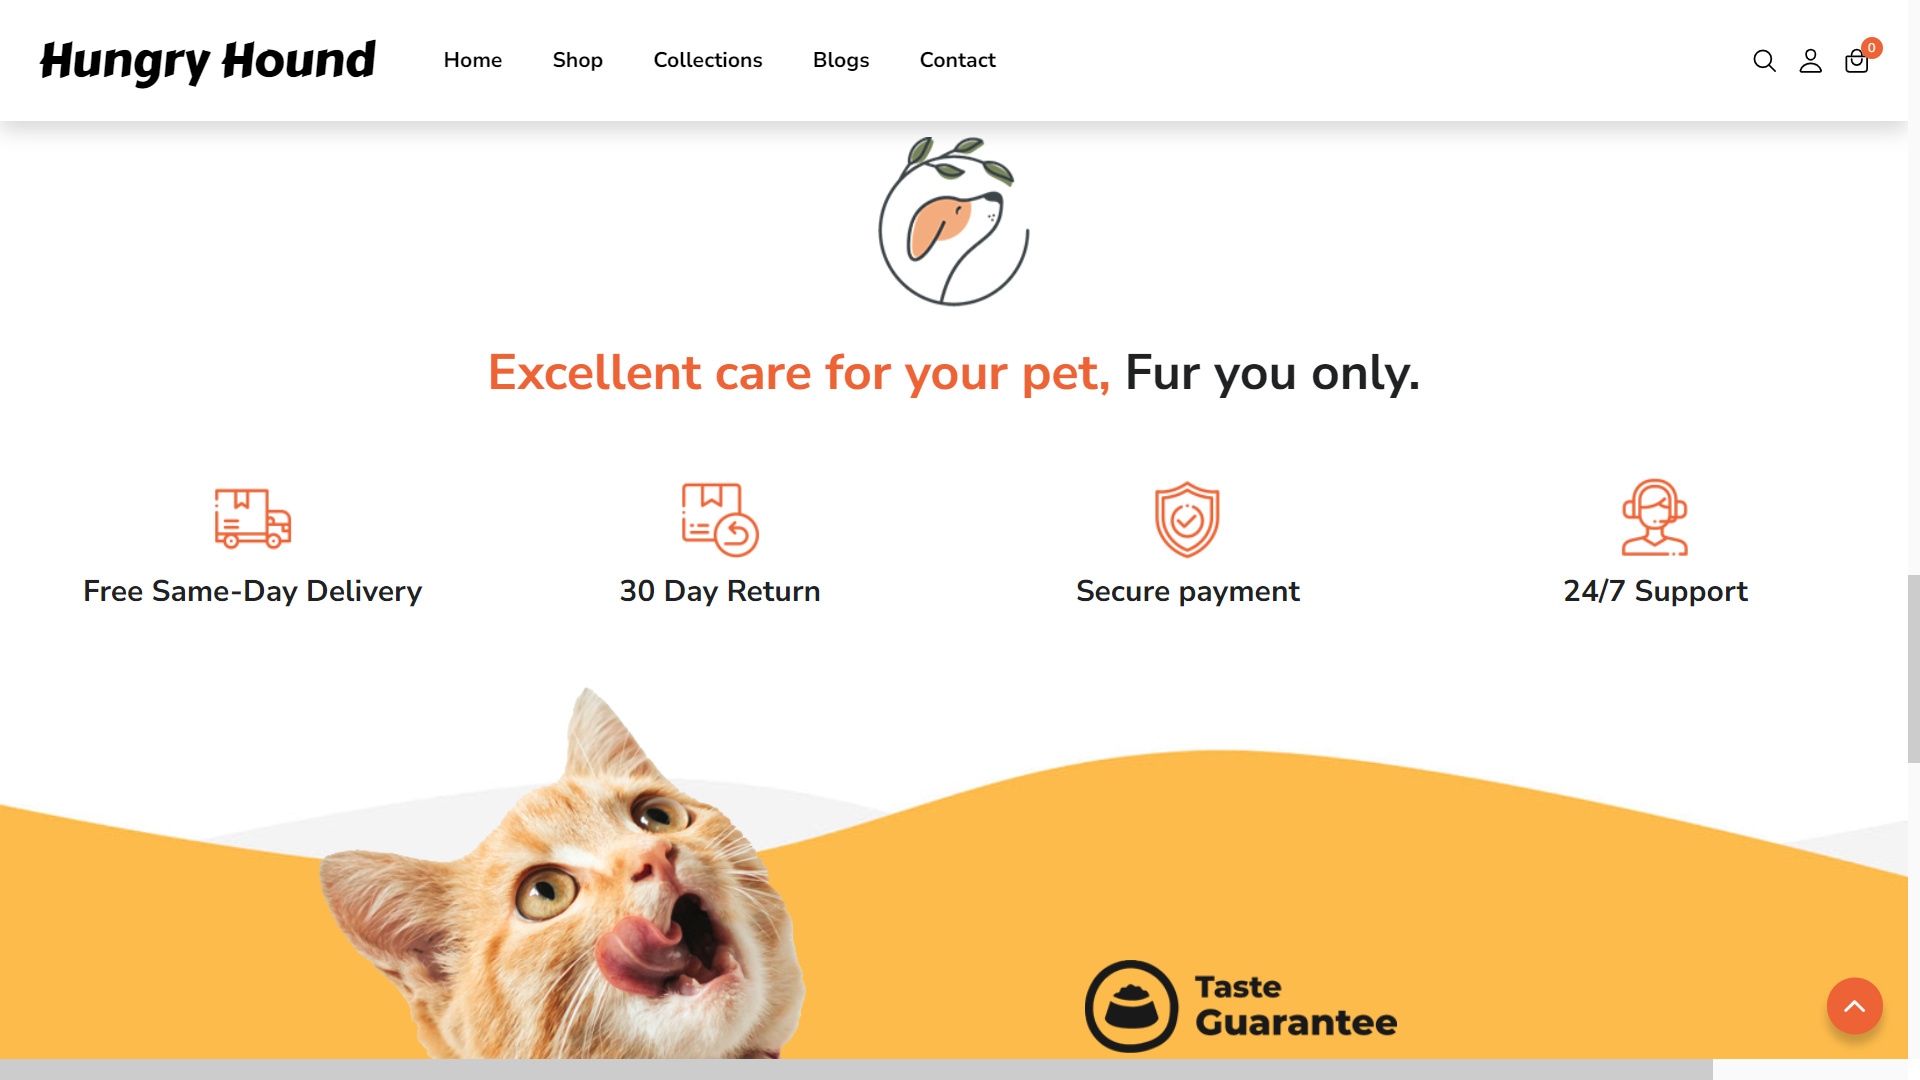 Hungry Hound
Home
Shop
Collections
Blogs
Contact
0
Excellent care for your pet, Fur you only.
Free Same-Day Delivery
30 Day Return
Secure payment
24/7 Support
Taste
Guarantee